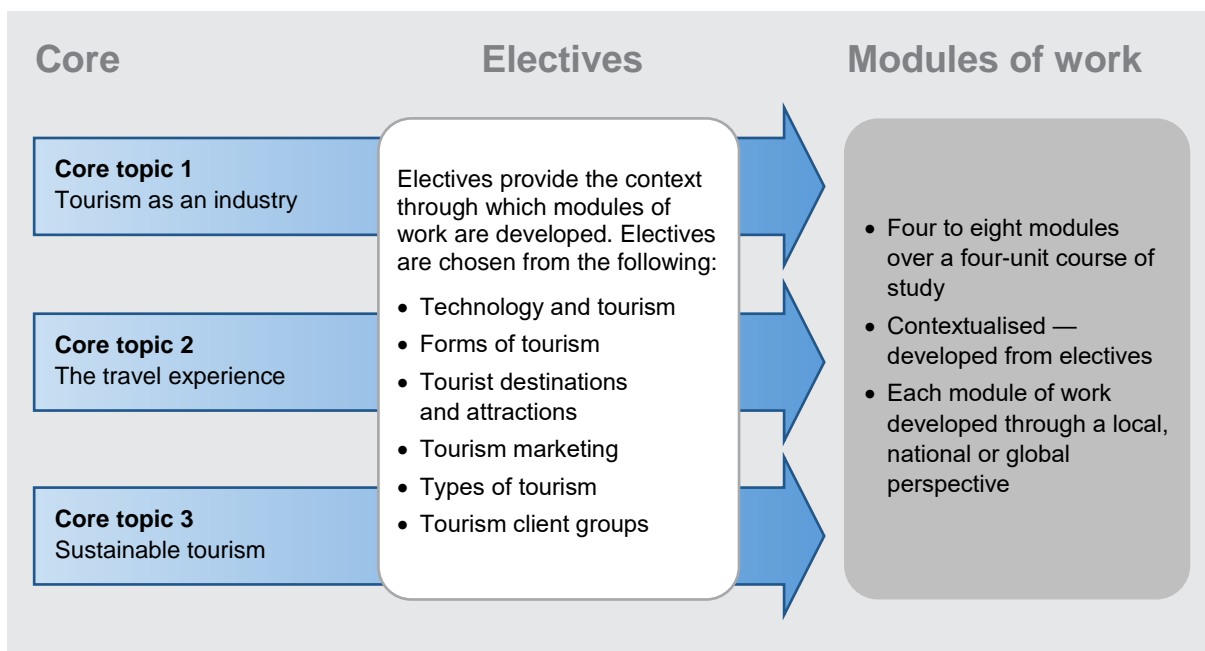 Core
Electives
Modules of work
Core topic 1
Tourism as an industry
Core topic 2
The travel experience
Core topic 3
Sustainable tourism
Electives provide the context
through which modules of
work are developed. Electives
are chosen from the following:
• Technology and tourism
• Forms of tourism
• Tourist destinations
and attractions
• Tourism marketing
• Types of tourism
• Tourism client groups
• Four to eight modules
over a four-unit course of
study
• Contextualised —
developed from electives
• Each module of work
developed through a local,
national or global
perspective